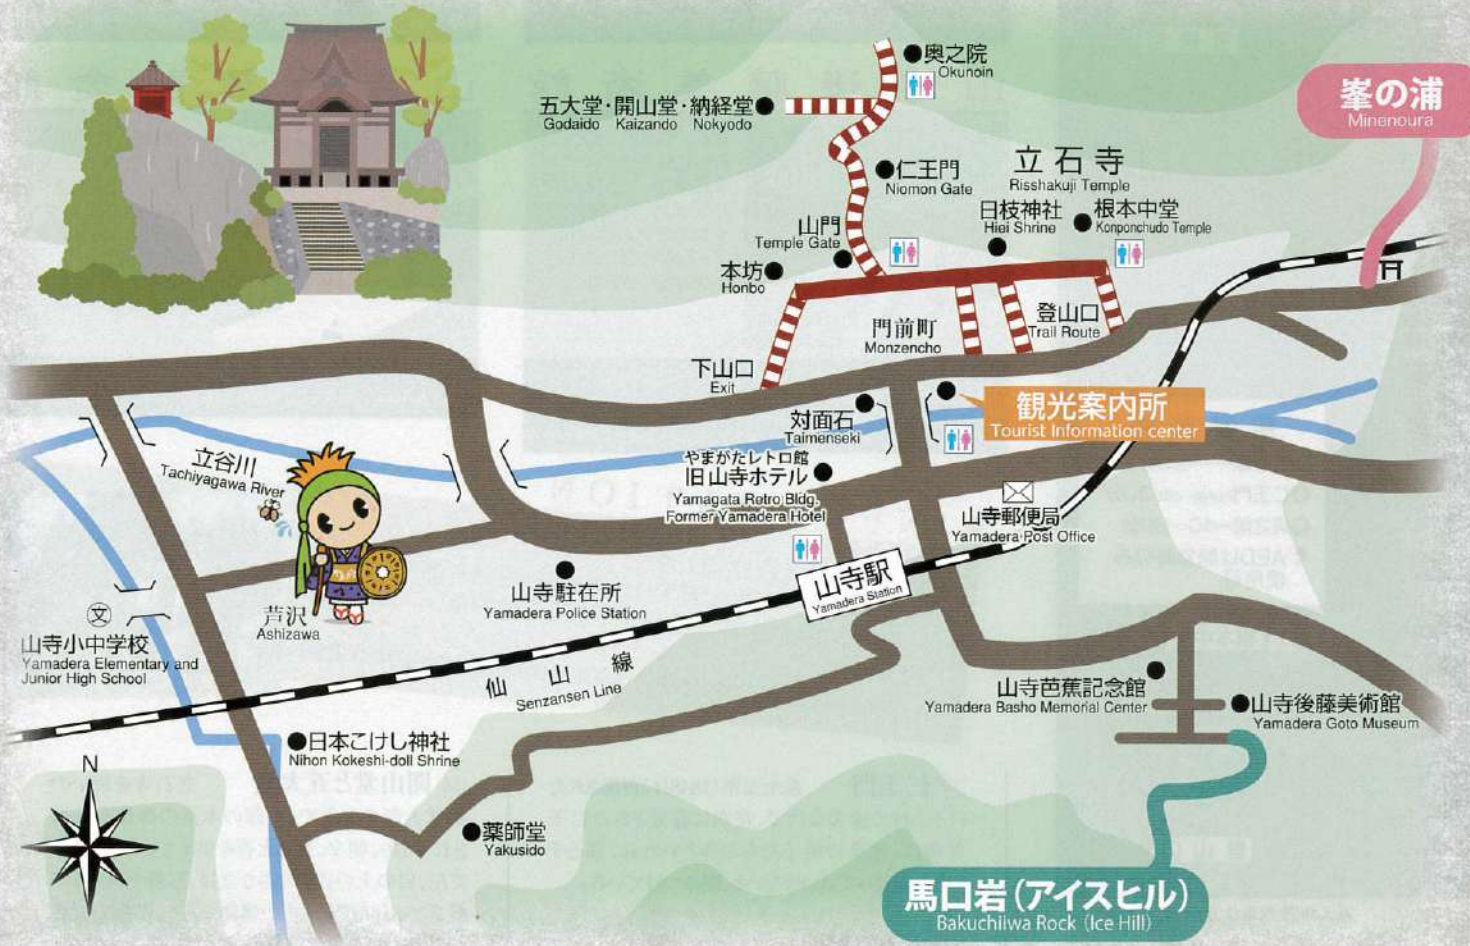 奥之院
Okunoin
五大堂・開山堂・納経堂
Godaido Kaizando Nokyodo
峯の浦
Minenoura
仁王門
Niomon Gate
立石寺
Risshakuji Temple
山門
Temple Gate
日枝神社
Hiei Shrine
根本中堂
Konponchudo Temple
本坊
Honbo
門前町
Monzencho
登山口
Trail Route
下山口
Exit
対面石
Taimenseki
観光案内所
Tourist Information center
立谷川
Tachiyagawa River
やまがたレトロ館
旧山寺ホテル
Yamagata Retro Bldg.
Former Yamadera Hotel
山寺郵便局
Yamadera Post Office
山寺駅
Yamadera Station
山寺駐在所
Yamadera Police Station
芦沢
Ashizawa
文
山寺小中学校
Yamadera Elementary and
Junior High School
仙山線
Senzansen Line
山寺芭蕉記念館
Yamadera Basho Memorial Center
山寺後藤美術館
Yamadera Goto Museum
日本こけし神社
Nihon Kokeshi-doll Shrine
N
薬師堂
Yakusido
馬口岩(アイスヒル)
Bakuchiiwa Rock (Ice Hill)